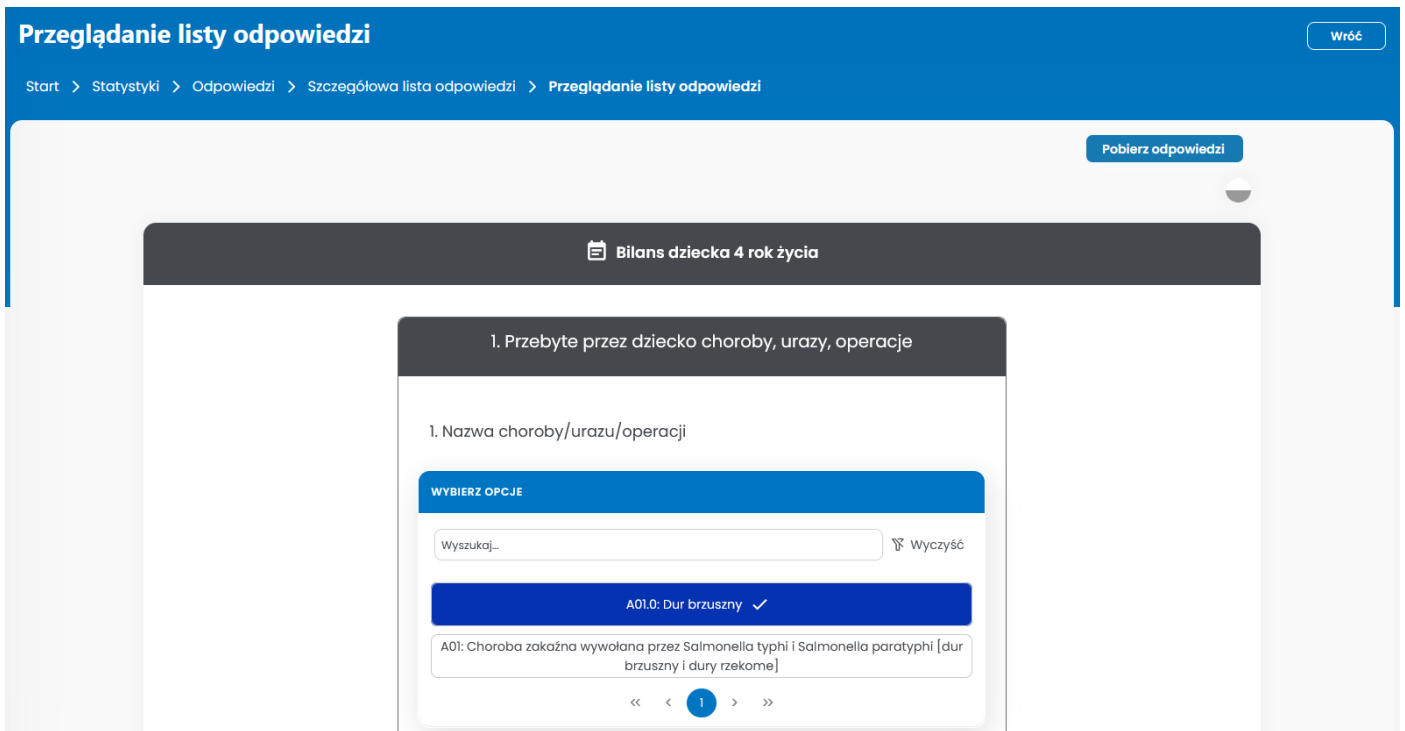 Przeglądanie listy odpowiedzi
Wróć
Start > Statystyki > Odpowiedzi > Szczegółowa lista odpowiedzi > Przeglądanie listy odpowiedzi
Pobierz odpowiedzi
Bilans dziecka 4 rok życia
1. Przebyte przez dziecko choroby, urazy, operacje
1. Nazwa choroby/urazu/operacji
WYBIERZ OPCJE
Wyszukaj...
Wyczyść
A01.0: Dur brzuszny
A01: Choroba zakaźna wywołana przez Salmonella typhi i Salmonella paratyphi [dur
brzuszny i dury rzekome]
« < 1 > »